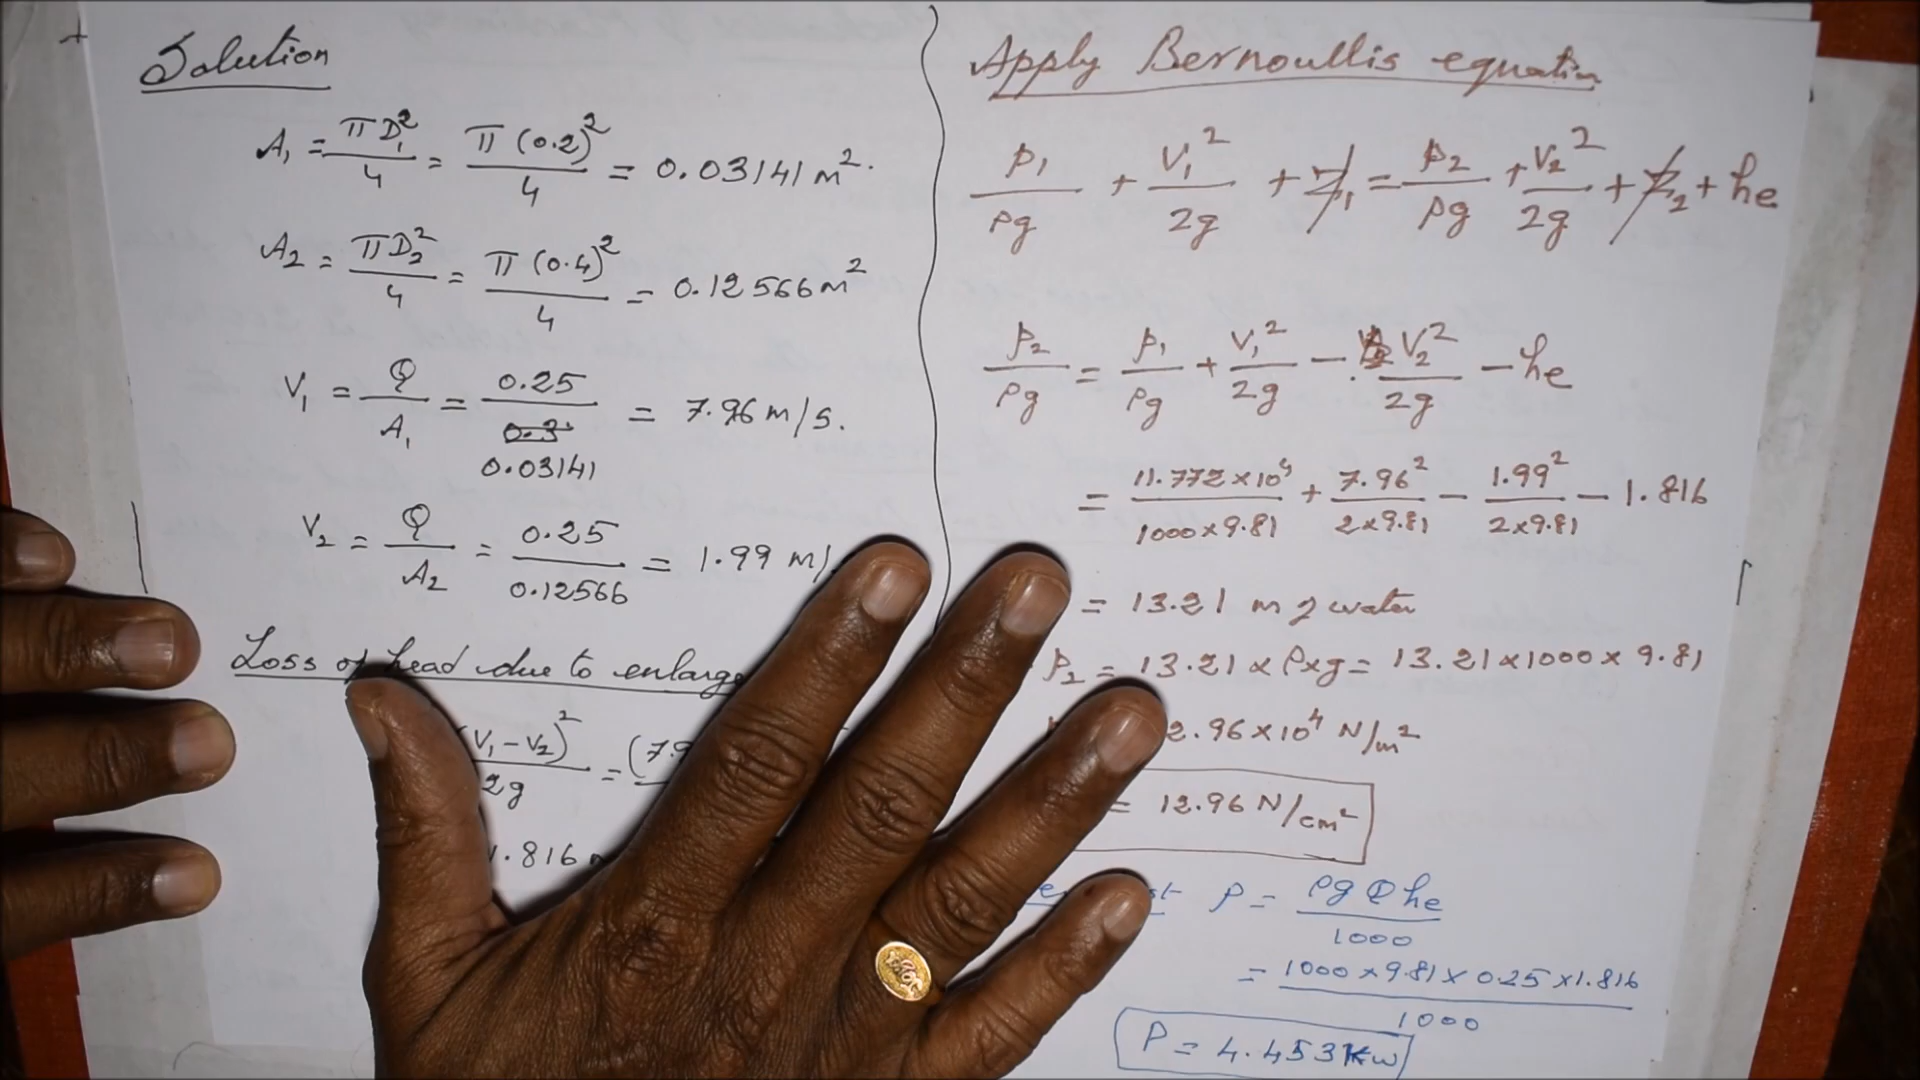 Solution
A₁ = πD₁²/4 = π(0.2)²/4 = 0.03141 m².
A₂ = πD₂²/4 = π(0.4)²/4 = 0.12566 m²
V₁ = Q/A₁ = 0.25/0.03141 = 7.96 m/s.
V₂ = Q/A₂ = 0.25/0.12566 = 1.99 m/
Loss of head due to enlarge
(V₁-V₂)²/2g = (7.9
1.816
Apply Bernoullis equation
p₁/ρg + V₁²/2g + z₁ = p₂/ρg + V₂²/2g + z₂ + he
p₂/ρg = p₁/ρg + V₁²/2g - V₂²/2g - he
= 11.772×10⁴/1000×9.81 + 7.96²/2×9.81 - 1.99²/2×9.81 - 1.816
= 13.21 m of water
p₂ = 13.21 × ρ×g = 13.21×1000×9.81
2.96×10⁴ N/m²
= 12.96 N/cm²
P = ρgQhe/1000
= 1000×9.81×0.25×1.816/1000
P = 4.453 Kw